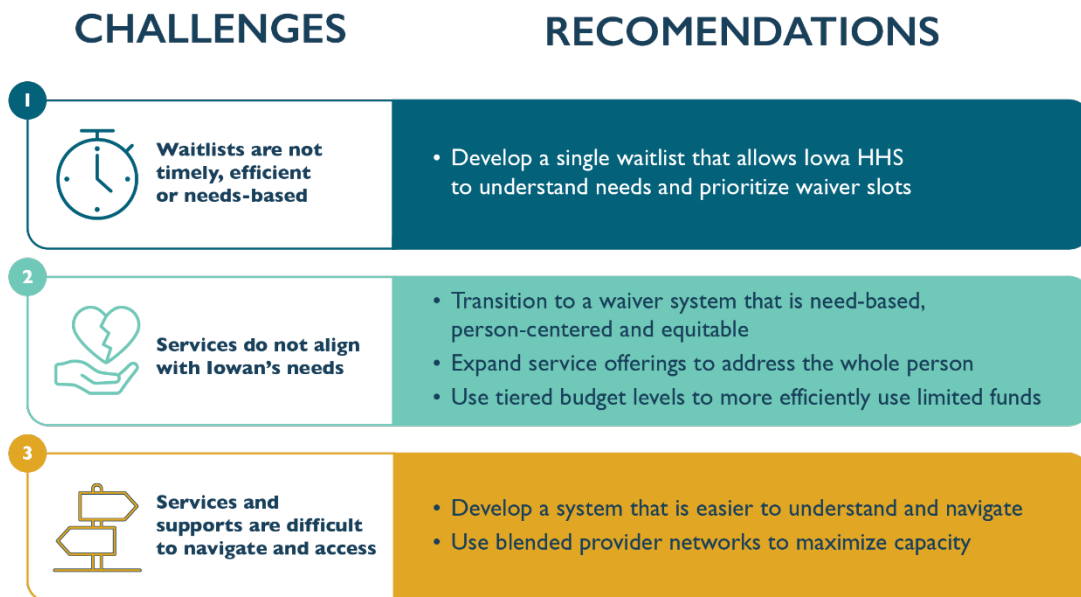 CHALLENGES
RECOMENDATIONS
1
Waitlists are not
timely, efficient
or needs-based
• Develop a single waitlist that allows Iowa HHS
to understand needs and prioritize waiver slots
2
Services do not align
with Iowan's needs
• Transition to a waiver system that is need-based,
person-centered and equitable
• Expand service offerings to address the whole person
• Use tiered budget levels to more efficiently use limited funds
3
Services and
supports are difficult
to navigate and access
• Develop a system that is easier to understand and navigate
• Use blended provider networks to maximize capacity